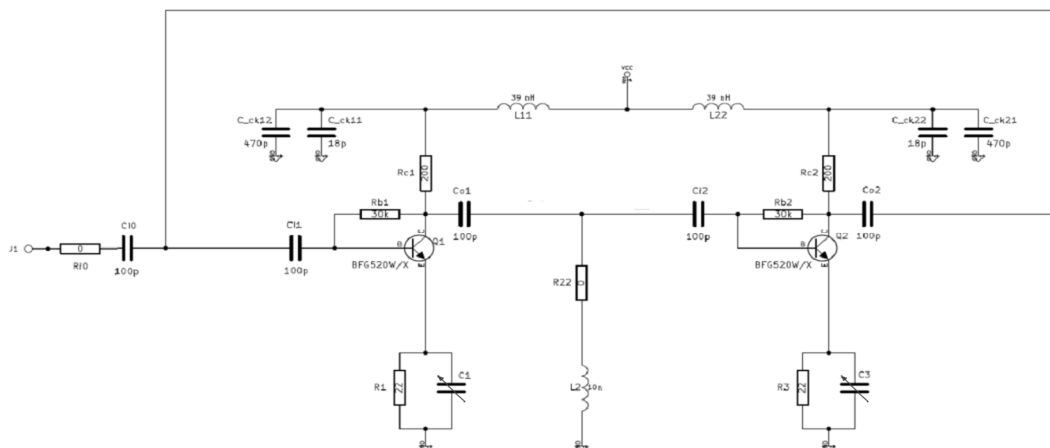 VCC
39 nH
L11
39 nH
L22
C_ck12
470p
C_ck11
18p
C_ck22
18p
C_ck21
470p
Rc1
200
Rc2
200
Rb1
30k
Co1
100p
Ci2
100p
Rb2
30k
Co2
100p
J1
Ri0
0
Ci0
100p
Ci1
100p
B
C
E
Q1
BFG520W/X
B
C
E
Q2
BFG520W/X
R22
0
R1
22
C1
L2
10n
R3
22
C3